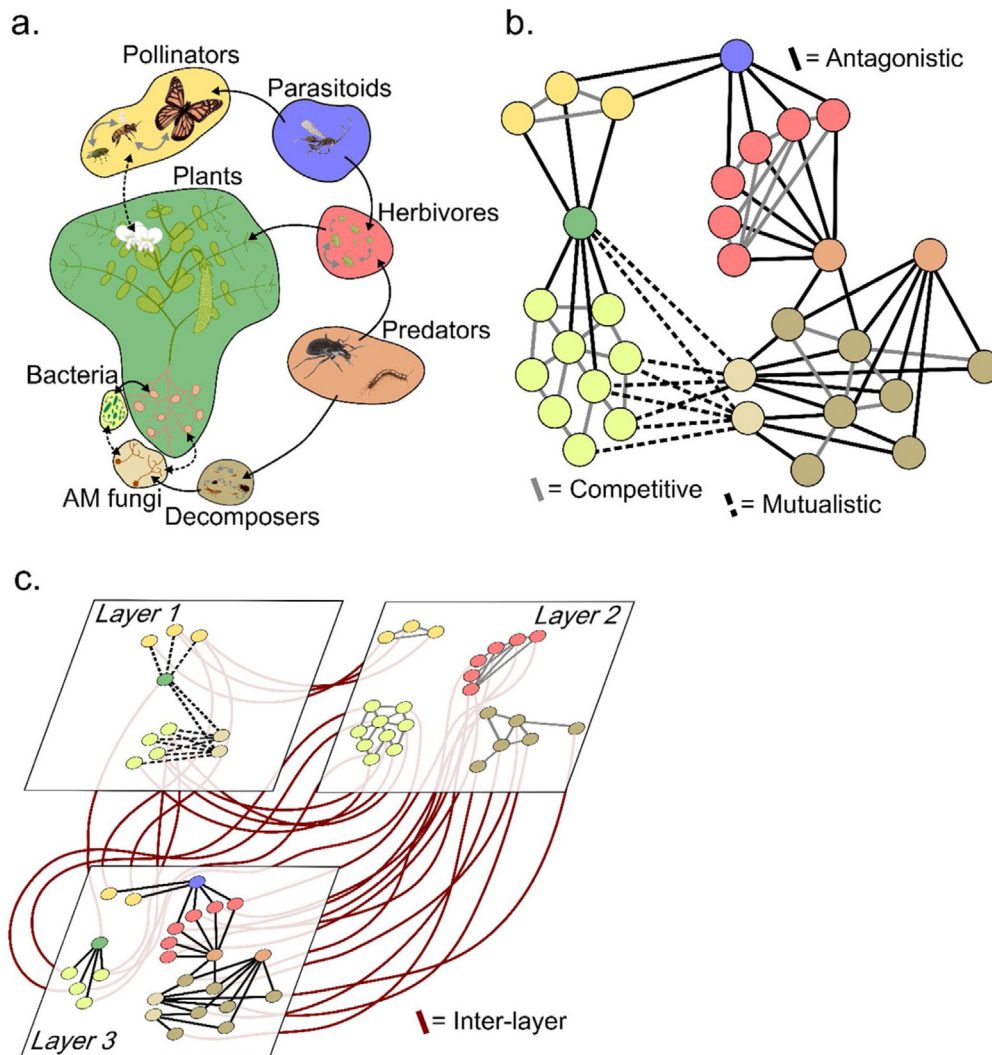 a.
Pollinators
Parasitoids
Plants
Herbivores
Predators
Bacteria
AM fungi
Decomposers
b.
= Antagonistic
= Competitive
= Mutualistic
c.
Layer 1
Layer 2
Layer 3
= Inter-layer